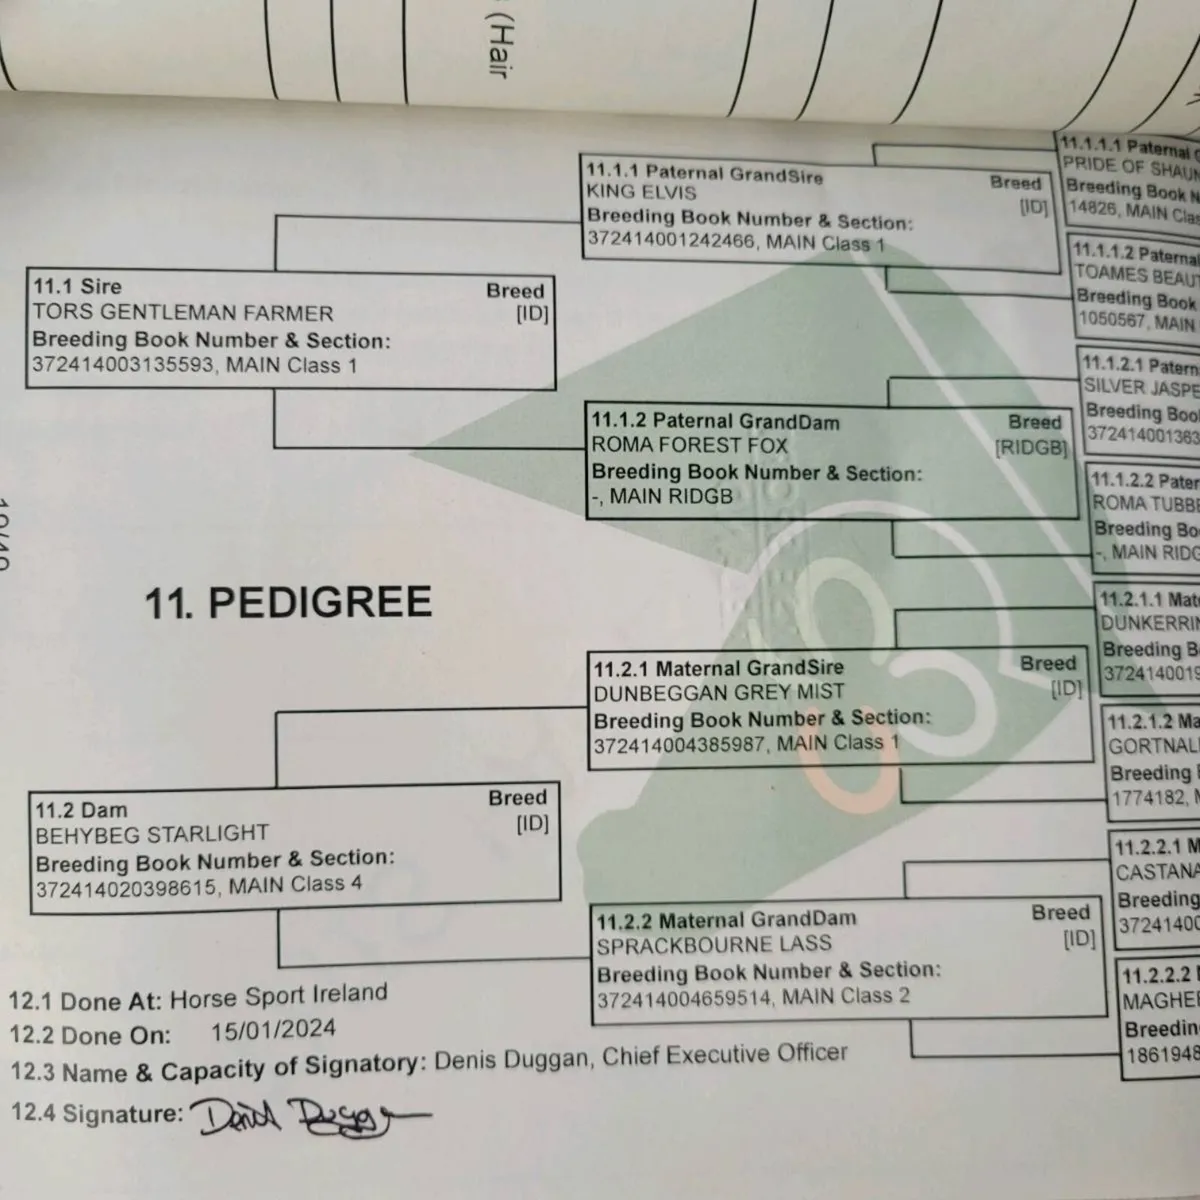 (Hair
11.1 Sire Breed
TORS GENTLEMAN FARMER [ID]
Breeding Book Number & Section:
372414003135593, MAIN Class 1
11.1.1 Paternal GrandSire Breed
KING ELVIS [ID]
Breeding Book Number & Section:
372414001242466, MAIN Class 1
11.1.2 Paternal GrandDam Breed
ROMA FOREST FOX [RIDGB]
Breeding Book Number & Section:
-, MAIN RIDGB
11.1.1.1 Paternal
PRIDE OF SHAUN
Breeding Book N
14826, MAIN Clas
11.1.1.2 Paternal
TOAMES BEAUT
Breeding Book
1050567, MAIN
11.1.2.1 Patern
SILVER JASPE
Breeding Boo
372414001363
11.1.2.2 Pater
ROMA TUBBE
Breeding Bo
-, MAIN RIDG
11. PEDIGREE
11.2 Dam Breed
BEHYBEG STARLIGHT [ID]
Breeding Book Number & Section:
372414020398615, MAIN Class 4
11.2.1 Maternal GrandSire Breed
DUNBEGGAN GREY MIST [ID]
Breeding Book Number & Section:
372414004385987, MAIN Class 1
11.2.2 Maternal GrandDam Breed
SPRACKBOURNE LASS [ID]
Breeding Book Number & Section:
372414004659514, MAIN Class 2
11.2.1.1 Mat
DUNKERRIN
Breeding B
3724140019
11.2.1.2 Ma
GORTNAL
Breeding
1774182,
11.2.2.1 M
CASTANA
Breeding
37241400
11.2.2.2
MAGHE
Breedin
1861948
12.1 Done At: Horse Sport Ireland
12.2 Done On: 15/01/2024
12.3 Name & Capacity of Signatory: Denis Duggan, Chief Executive Officer
12.4 Signature: Denis Duggan